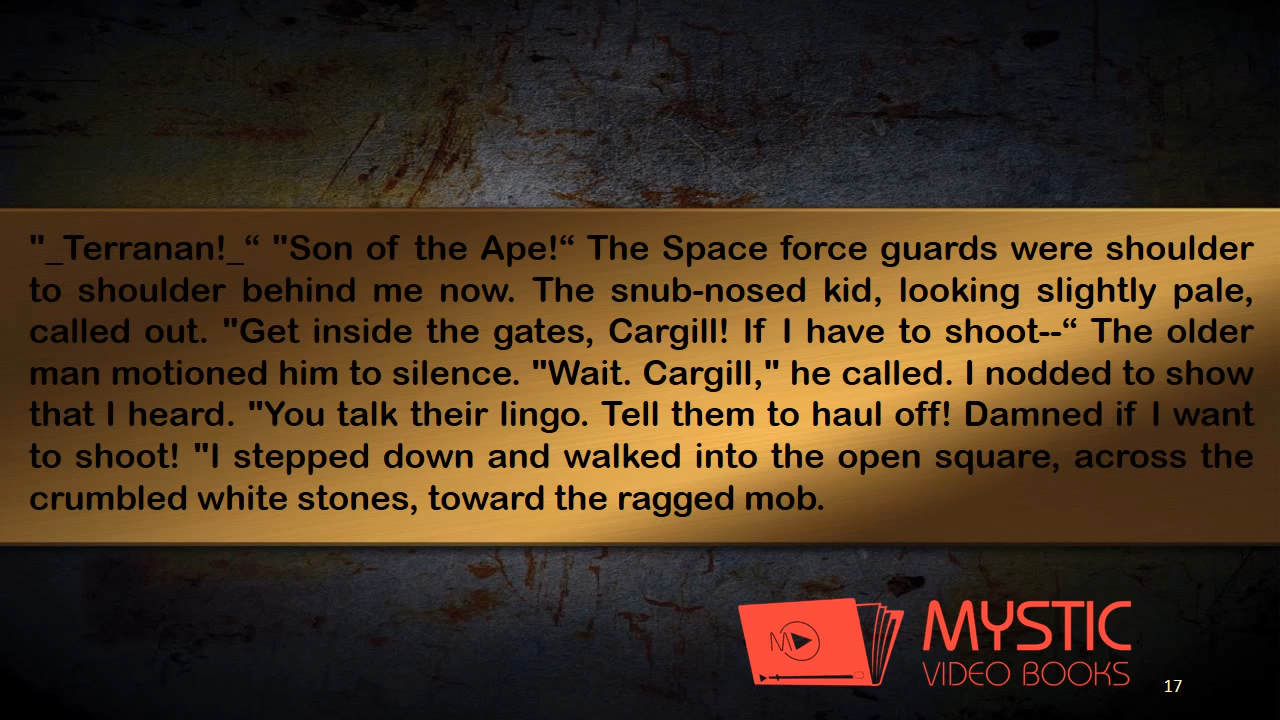 "_Terranan!_“ "Son of the Ape!“ The Space force guards were shoulder
to shoulder behind me now. The snub-nosed kid, looking slightly pale,
called out. "Get inside the gates, Cargill! If I have to shoot--“ The older
man motioned him to silence. "Wait. Cargill," he called. I nodded to show
that I heard. "You talk their lingo. Tell them to haul off! Damned if I want
to shoot! "I stepped down and walked into the open square, across the
crumbled white stones, toward the ragged mob.
M
MYSTIC
VIDEO BOOKS
17